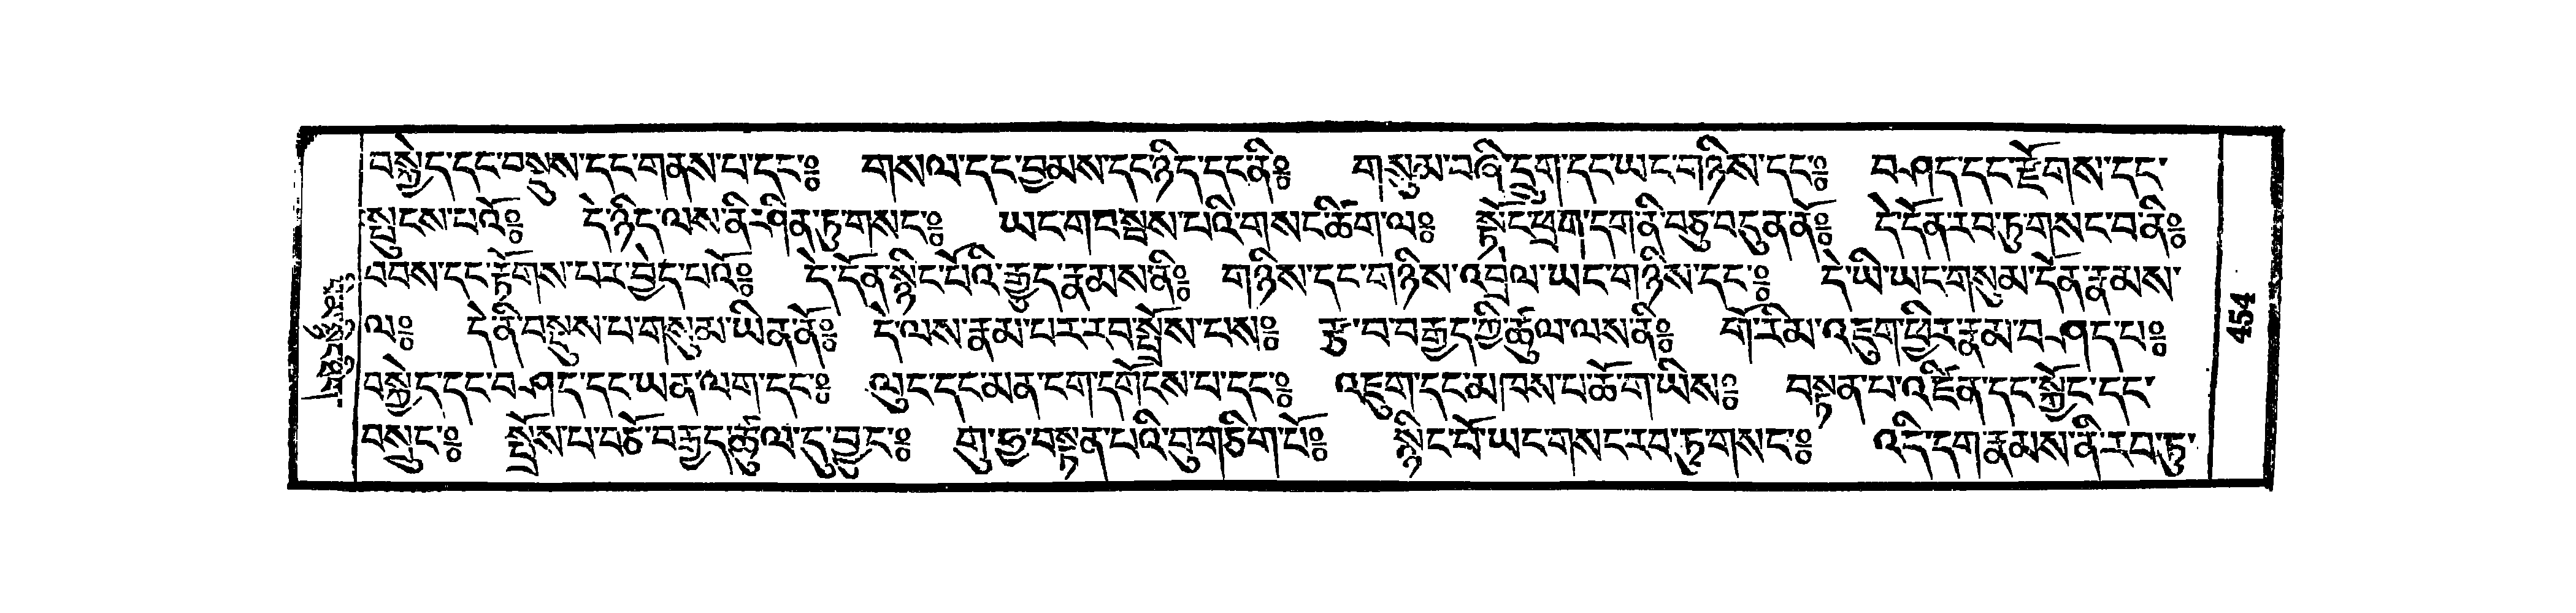 བསྐྱེད་དང་བསྡུས་དང་གནས་པ་དང་༔ གསལ་དང་བྱམས་དང་ཉིད་དང་ནི༔ གསུམ་བཞི་དྲུག་དང་ཡང་གཉིས་དང་༔ བཤད་དང་རྫོགས་དང་
སྤུངས་པའོ༔ དེ་ཉིད་ལས་ནི་ཤིན་ཏུ་གསང་༔ ཡང་གབ་སྦས་པའི་གསང་ཚིག་ལ༔ སྟོང་ཕྲག་དག་ནི་བཅུ་བདུན་ནོ༔ དེ་དོན་རབ་ཏུ་གསང་བ་ནི༔
བབས་དང་རྟོགས་པར་བྱེད་པའོ༔ དེ་དོན་སྙིང་པོའི་རྒྱུད་རྣམས་ནི༔ གཉིས་དང་གཉིས་འབྲེལ་ཡང་གཉིས་དང་༔ དེ་ཡི་ཡང་གསུམ་དོན་རྣམས་
ལ༔ དེ་ནི་བསྡུས་པ་གསུམ་ཡིན་ནོ༔ དེ་ལས་རྣམ་པར་རབ་སྤྲོས་པས༔ རྩ་བ་བརྒྱད་ཀྱི་ཚུལ་ལས་ནི༔ གོ་རིམ་འཇུག་ཕྱིར་རྣམ་བཤད་པ༔
བསྐྱེད་དང་བཤད་དང་ཡན་ལག་དང་༔ ལུང་དང་མན་ངག་དགོངས་པ་དང་༔ འཇུག་དང་མཁས་པ་ཆོག་ཡིས༔ བསྟན་པ་འཛིན་དང་སྐྱོང་དང་
བསྲུང་༔ སྤྲོས་པ་བཅོ་བརྒྱད་ཚུལ་དུ་བྱུང་༔ གུ་ཧྱ་བསྟན་པའི་བུ་གཅིག་པོ༔ སྙིང་པོ་ཡང་གསང་རབ་ཏུ་གསང་༔ འདི་དག་རྣམས་ནི་རབ་ཏུ་
454